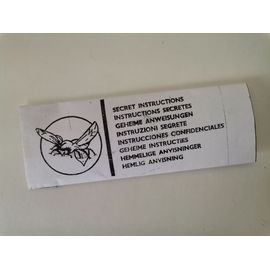 SECRET INSTRUCTIONS
INSTRUCTIONS SECRETES
GEHEIME ANWEISUNGEN
INSTRUZIONI SEGRETE
INSTRUCCIONES CONFIDENCIALES
GEHEIME INSTRUCTIES
HEMMELIGE ANVISNINGER
HEMLIG ANVISNING